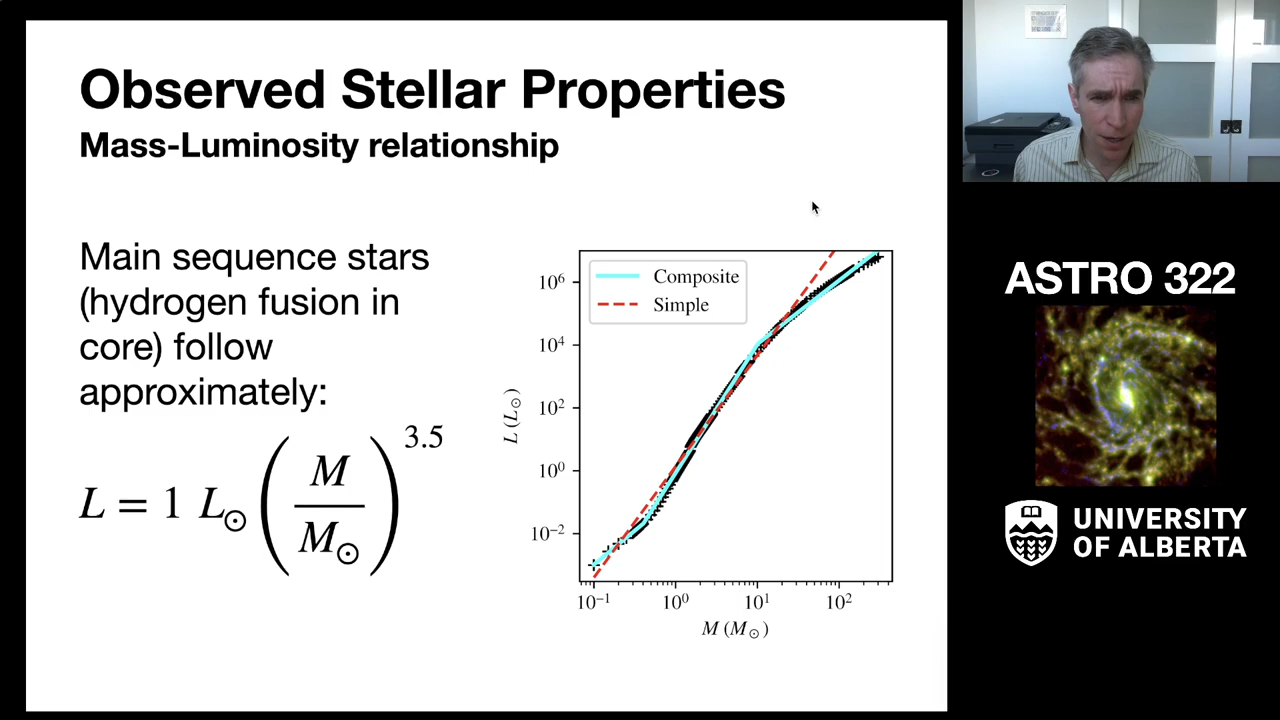 Observed Stellar Properties
Mass-Luminosity relationship
Main sequence stars
(hydrogen fusion in
core) follow
approximately:
L = 1 L⊙ (M/M⊙)^3.5
Composite
Simple
10^6
10^4
10^2
10^0
10^−2
L (L⊙)
10^−1 10^0 10^1 10^2
M (M⊙)
ASTRO 322
UNIVERSITY
OF ALBERTA